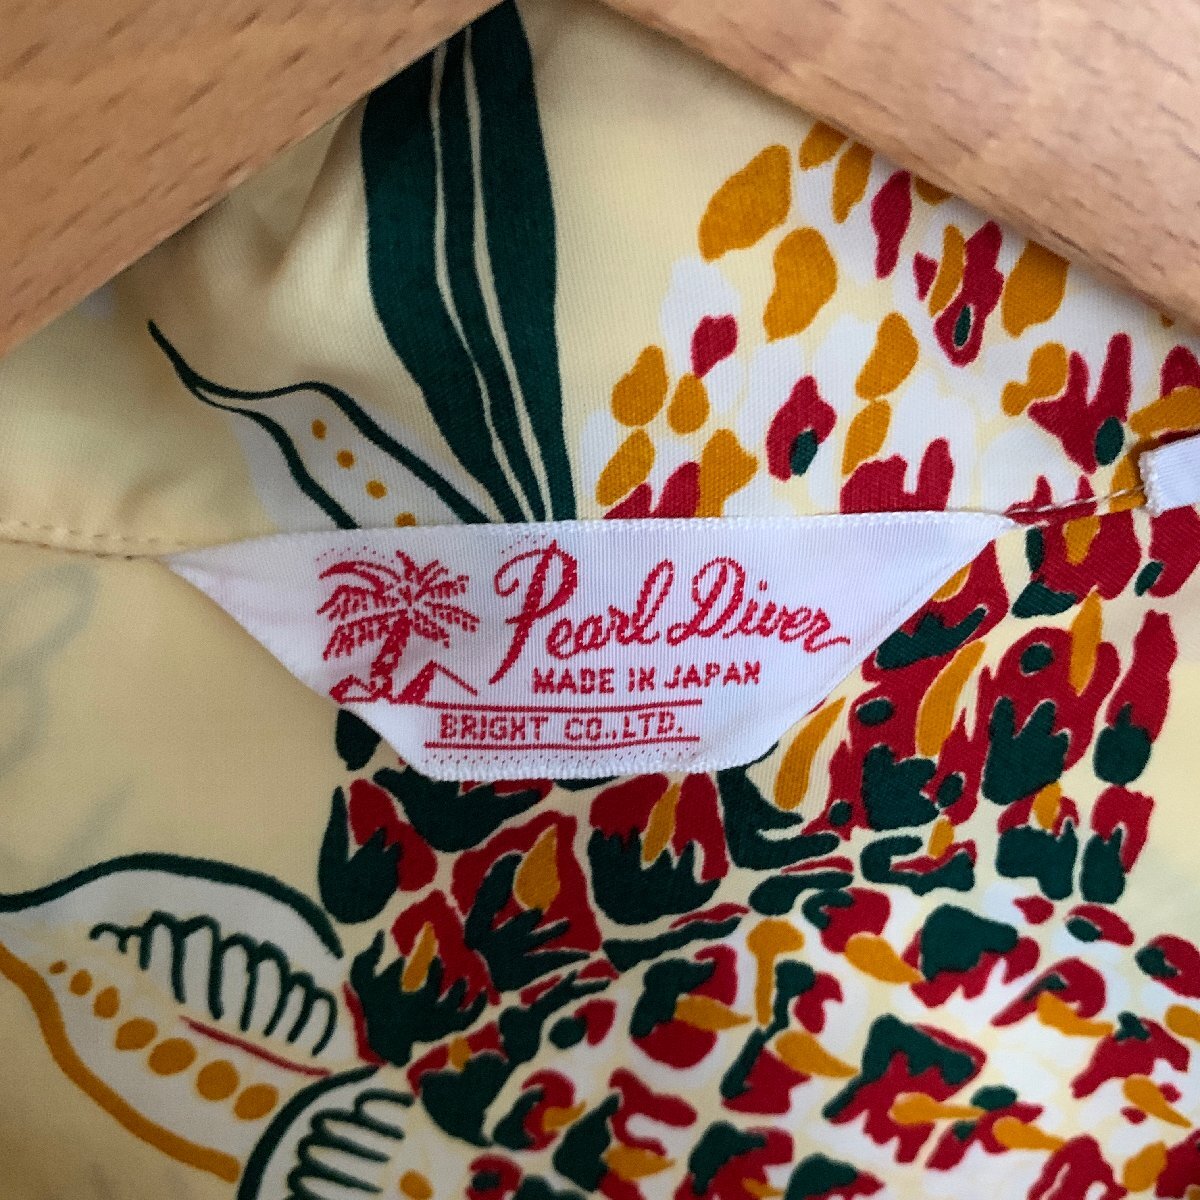 Pearl Diver
MADE IN JAPAN
BRIGHT CO.,LTD.